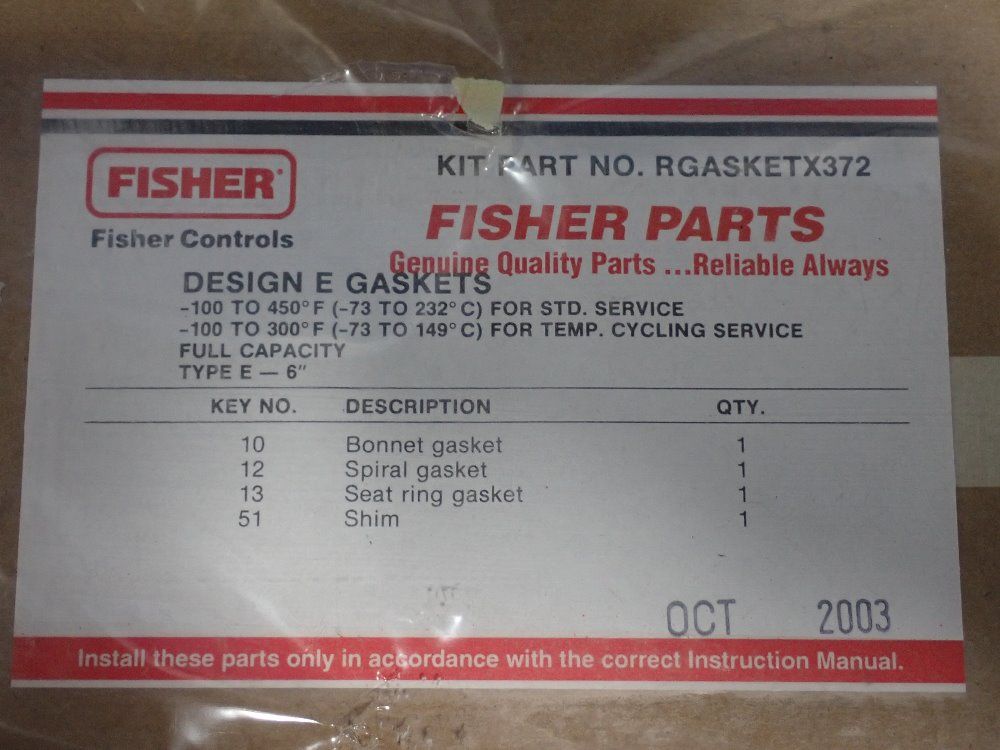 KIT PART NO. RGASKETX372
FISHER
Fisher Controls
FISHER PARTS
Genuine Quality Parts ...Reliable Always
DESIGN E GASKETS
-100 TO 450°F (-73 TO 232°C) FOR STD. SERVICE
-100 TO 300°F (-73 TO 149°C) FOR TEMP. CYCLING SERVICE
FULL CAPACITY
TYPE E — 6"
KEY NO. DESCRIPTION QTY.
10 Bonnet gasket 1
12 Spiral gasket 1
13 Seat ring gasket 1
51 Shim 1
OCT 2003
Install these parts only in accordance with the correct Instruction Manual.